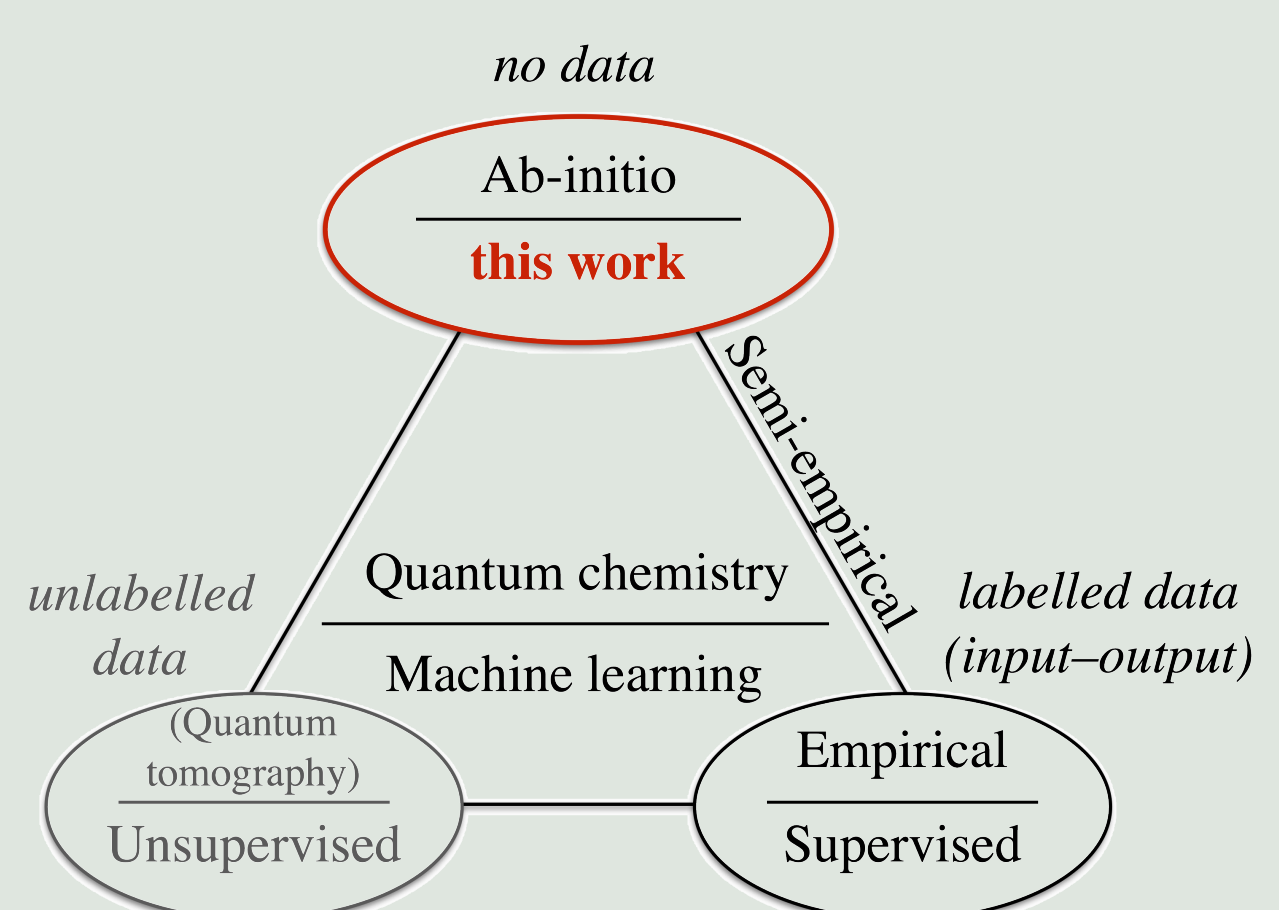 no data
Ab-initio
this work
Semi-empirical
Quantum chemistry
Machine learning
unlabelled
data
labelled data
(input–output)
(Quantum
tomography)
Unsupervised
Empirical
Supervised